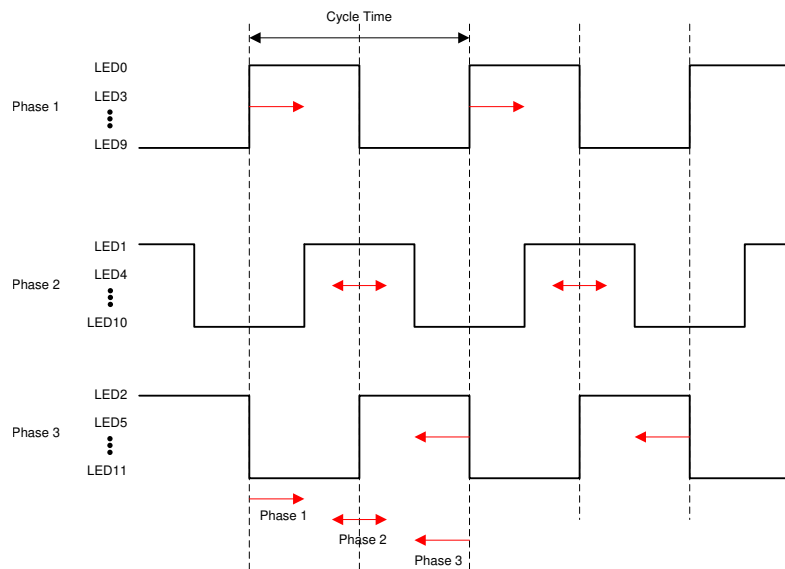 Cycle Time
LED0
LED3
Phase 1
LED9
LED1
LED4
Phase 2
LED10
LED2
LED5
Phase 3
LED11
Phase 1
Phase 2
Phase 3